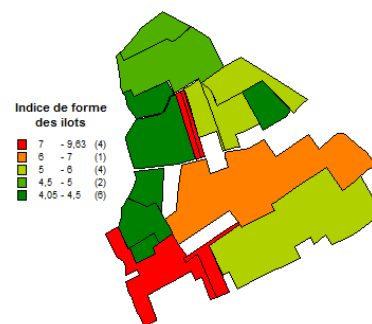 Indice de forme
des ilots
7 - 9,63 (4)
6 - 7 (1)
5 - 6 (4)
4,5 - 5 (2)
4,05 - 4,5 (6)